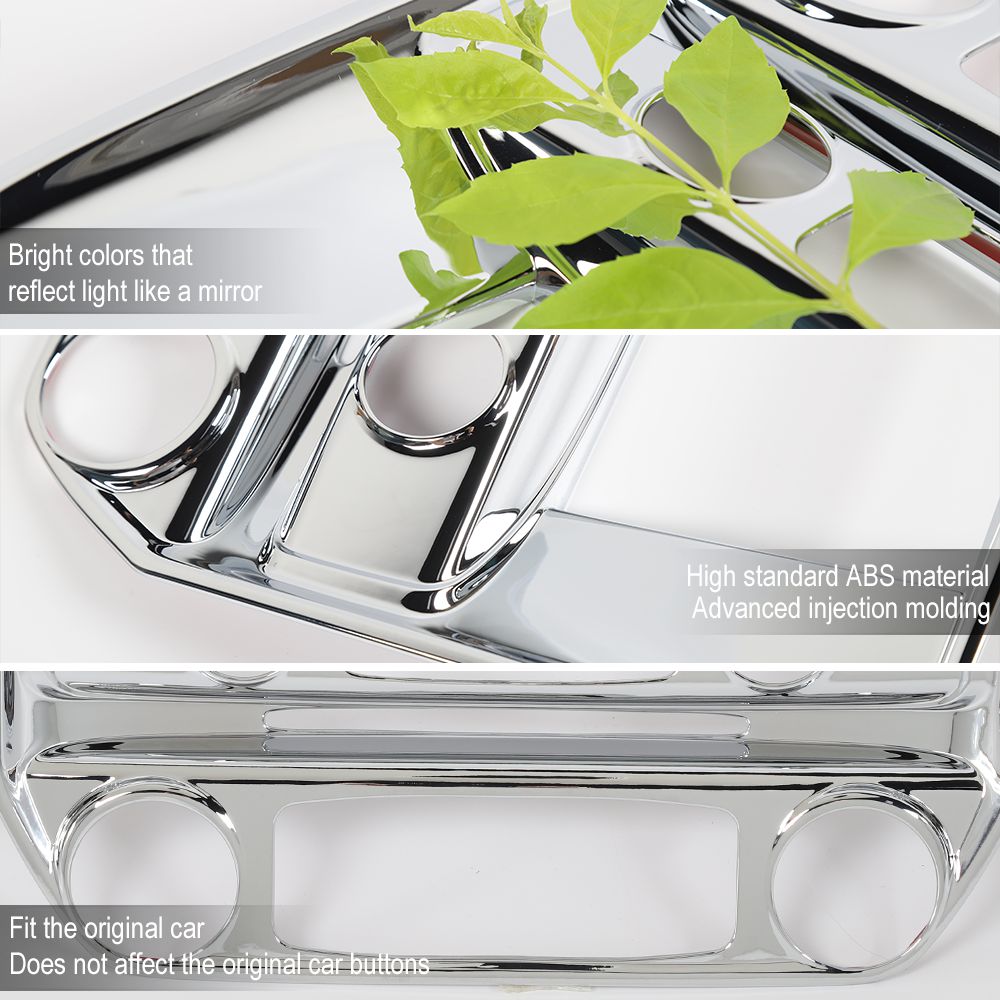 Bright colors that
reflect light like a mirror
High standard ABS material
Advanced injection molding
Fit the original car
Does not affect the original car buttons